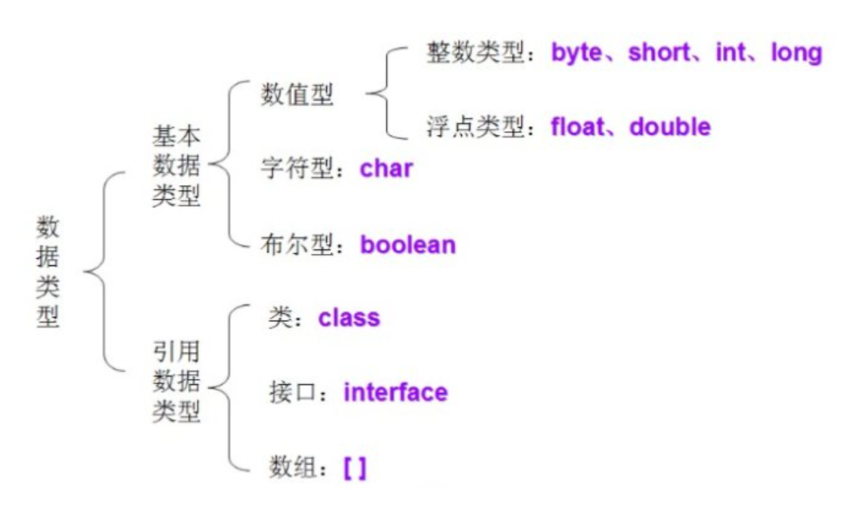 数据类型
基本数据类型
数值型
整数类型：byte、short、int、long
浮点类型：float、double
字符型：char
布尔型：boolean
引用数据类型
类：class
接口：interface
数组：[ ]